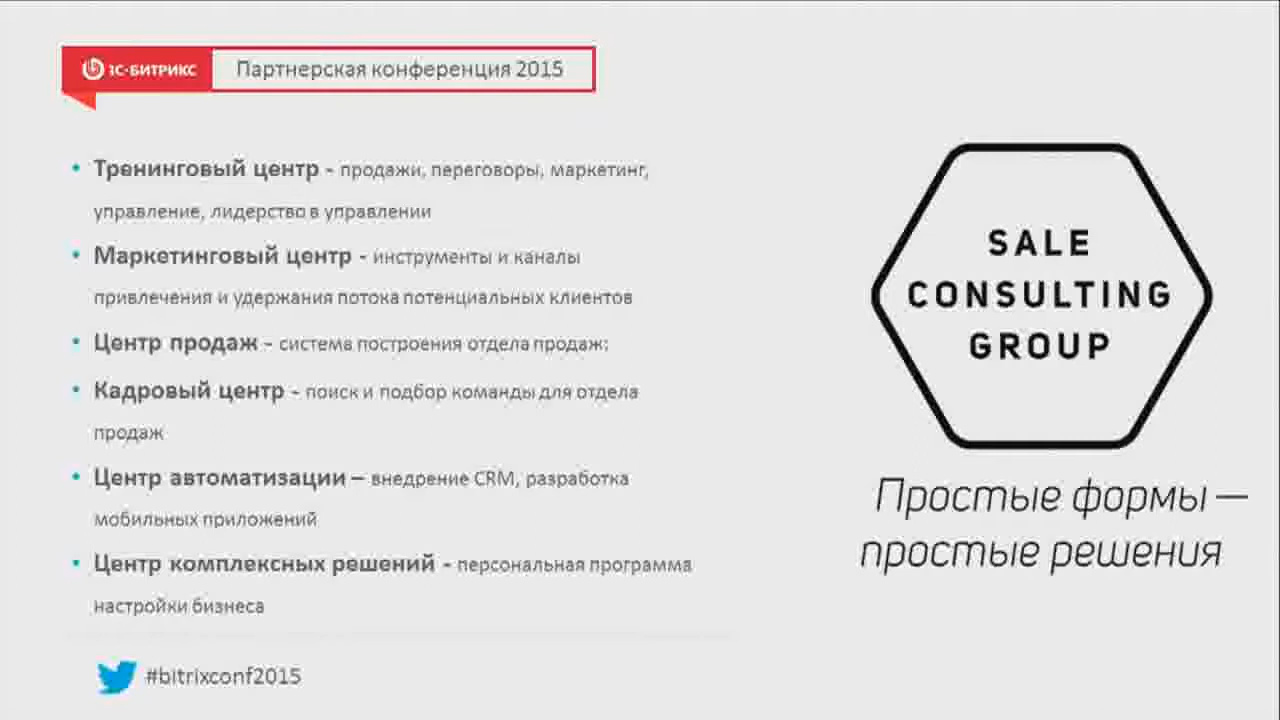 1С-БИТРИКС Партнерская конференция 2015
• Тренинговый центр - продажи, переговоры, маркетинг,
управление, лидерство в управлении
• Маркетинговый центр - инструменты и каналы
привлечения и удержания потока потенциальных клиентов
• Центр продаж - система построения отдела продаж;
• Кадровый центр - поиск и подбор команды для отдела
продаж
• Центр автоматизации – внедрение CRM, разработка
мобильных приложений
• Центр комплексных решений - персональная программа
настройки бизнеса
#bitrixconf2015
SALE
CONSULTING
GROUP
Простые формы —
простые решения